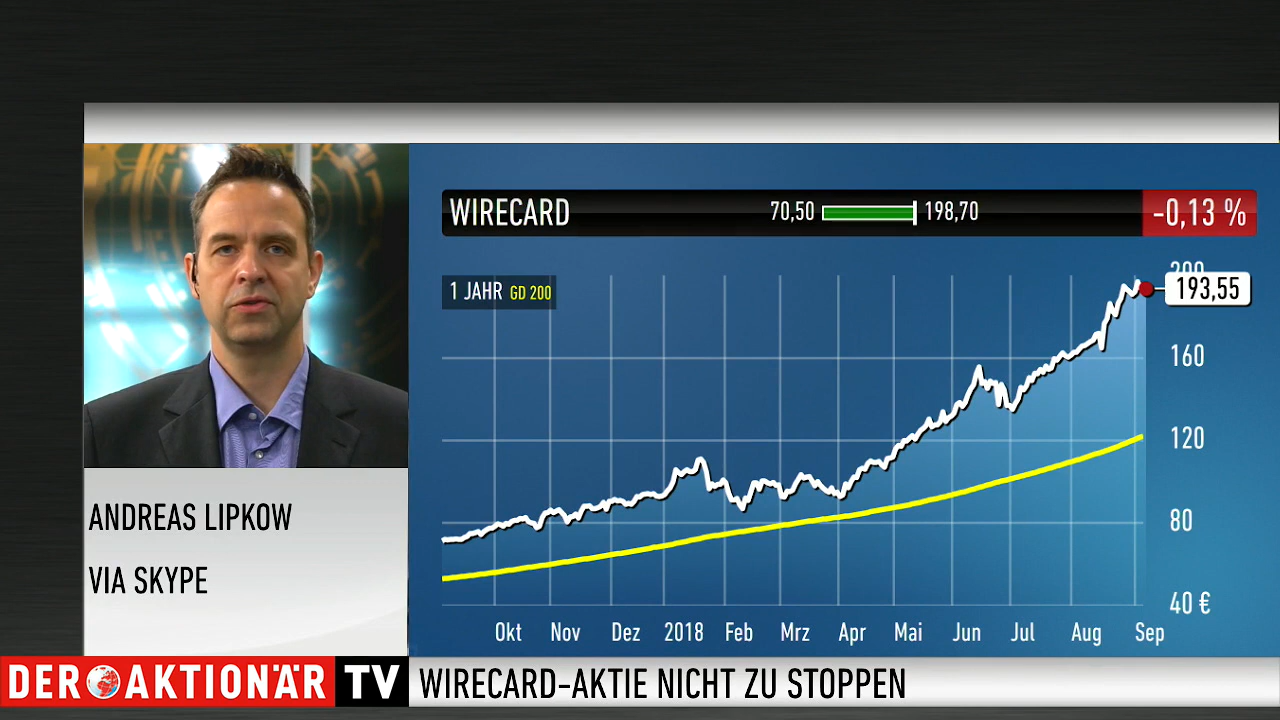 WIRECARD 70,50 198,70 -0,13 %
1 JAHR GD 200
200
193,55
160
120
80
40 €
Okt Nov Dez 2018 Feb Mrz Apr Mai Jun Jul Aug Sep
ANDREAS LIPKOW
VIA SKYPE
DER AKTIONÄR TV WIRECARD-AKTIE NICHT ZU STOPPEN